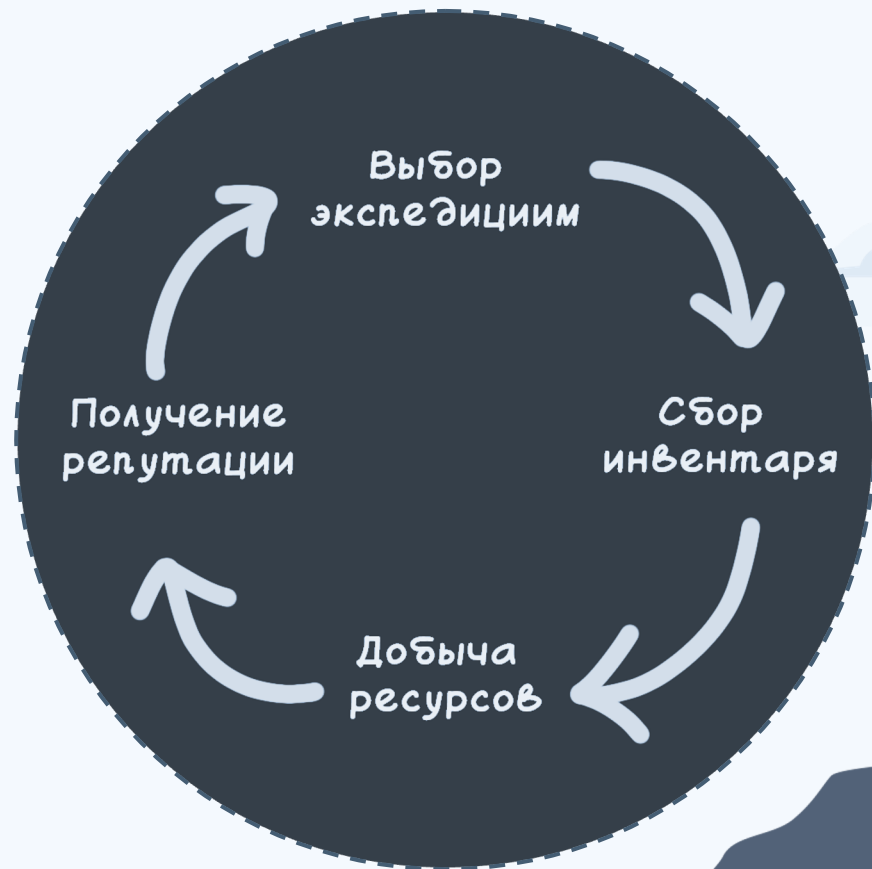 Выбор
экспедициим
Сбор
инвентаря
Добыча
ресурсов
Получение
репутации